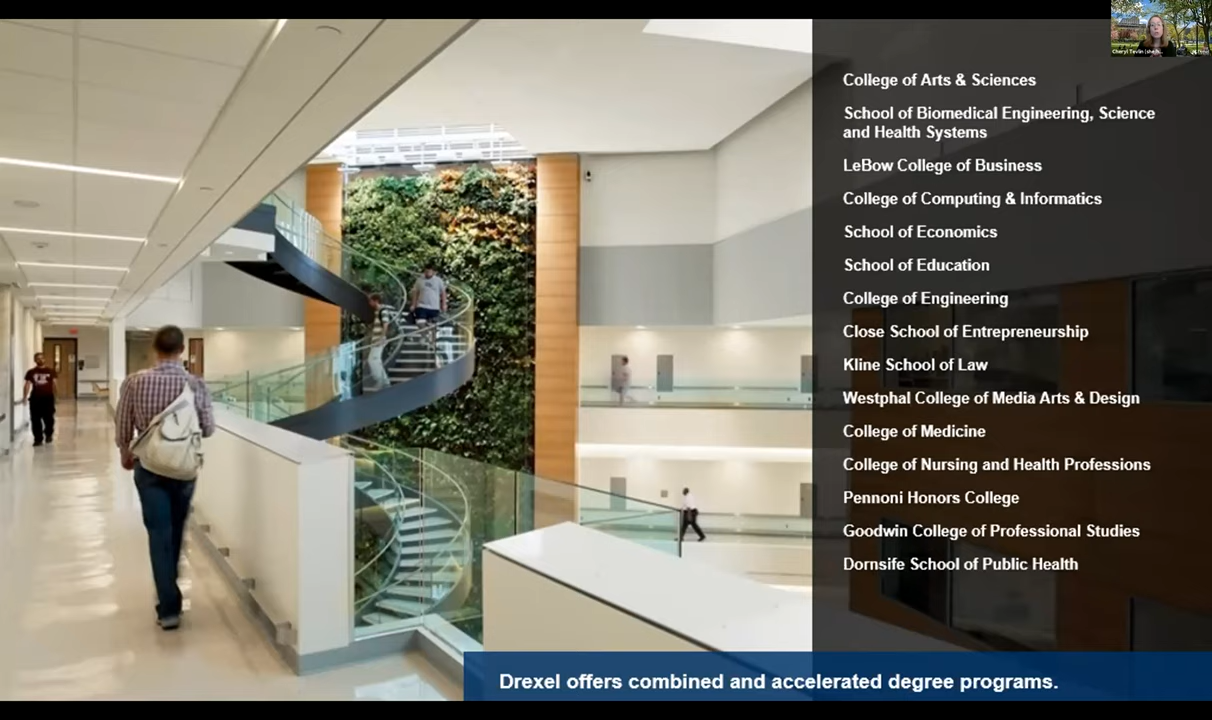 College of Arts & Sciences
School of Biomedical Engineering, Science
and Health Systems
LeBow College of Business
College of Computing & Informatics
School of Economics
School of Education
College of Engineering
Close School of Entrepreneurship
Kline School of Law
Westphal College of Media Arts & Design
College of Medicine
College of Nursing and Health Professions
Pennoni Honors College
Goodwin College of Professional Studies
Dornsife School of Public Health
Drexel offers combined and accelerated degree programs.